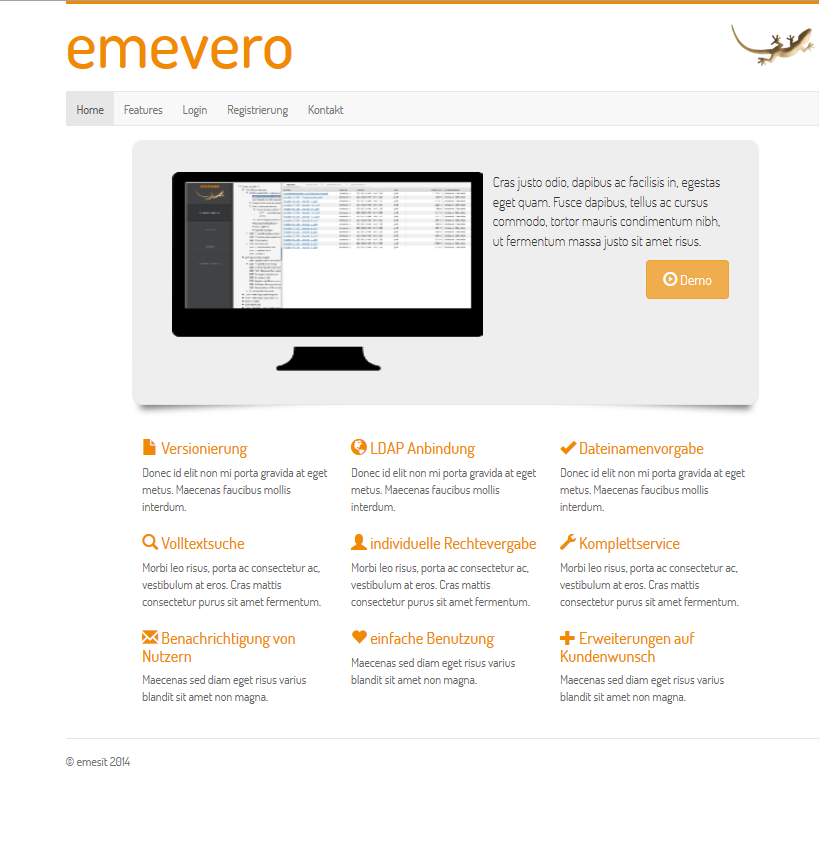 emevero
Home Features Login Registrierung Kontakt
Cras justo odio, dapibus ac facilisis in, egestas
eget quam. Fusce dapibus, tellus ac cursus
commodo, tortor mauris condimentum nibh,
ut fermentum massa justo sit amet risus.
Demo
Versionierung
Donec id elit non mi porta gravida at eget
metus. Maecenas faucibus mollis
interdum.
LDAP Anbindung
Donec id elit non mi porta gravida at eget
metus. Maecenas faucibus mollis
interdum.
Dateinamenvorgabe
Donec id elit non mi porta gravida at eget
metus. Maecenas faucibus mollis
interdum.
Volltextsuche
Morbi leo risus, porta ac consectetur ac,
vestibulum at eros. Cras mattis
consectetur purus sit amet fermentum.
individuelle Rechtevergabe
Morbi leo risus, porta ac consectetur ac,
vestibulum at eros. Cras mattis
consectetur purus sit amet fermentum.
Komplettservice
Morbi leo risus, porta ac consectetur ac,
vestibulum at eros. Cras mattis
consectetur purus sit amet fermentum.
Benachrichtigung von
Nutzern
Maecenas sed diam eget risus varius
blandit sit amet non magna.
einfache Benutzung
Maecenas sed diam eget risus varius
blandit sit amet non magna.
Erweiterungen auf
Kundenwunsch
Maecenas sed diam eget risus varius
blandit sit amet non magna.
© emesit 2014